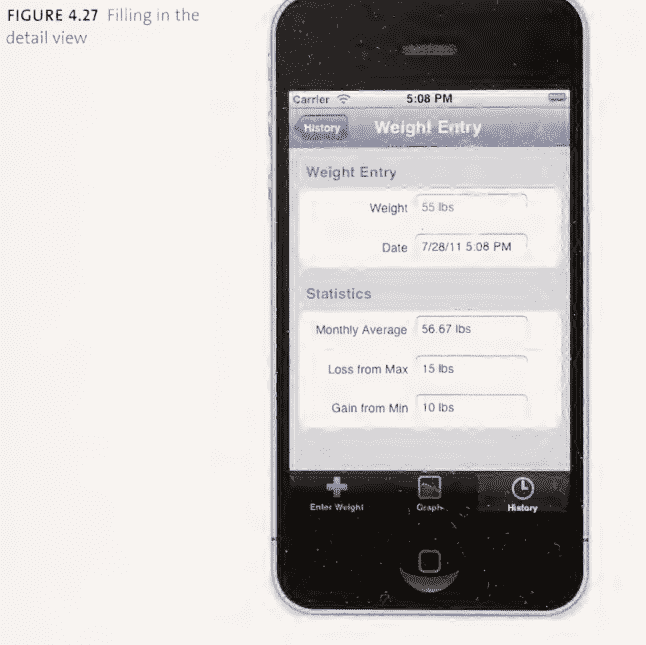 FIGURE 4.27 Filling in the
detail view
Carrier 5:08 PM
History Weight Entry
Weight Entry
Weight 55 lbs
Date 7/28/11 5:08 PM
Statistics
Monthly Average 56.67 lbs
Loss from Max 15 lbs
Gain from Min 10 lbs
Enter Weight Graph History